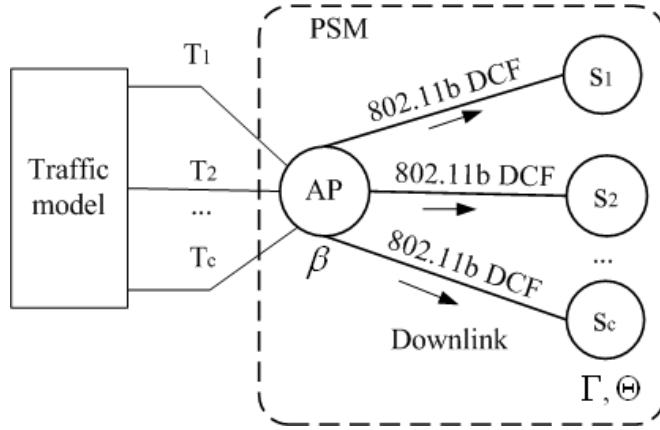 PSM
T1
802.11b DCF
S1
Traffic
model
T2
...
AP
802.11b DCF
S2
...
Tc
β
802.11b DCF
Sc
Downlink
Γ, Θ